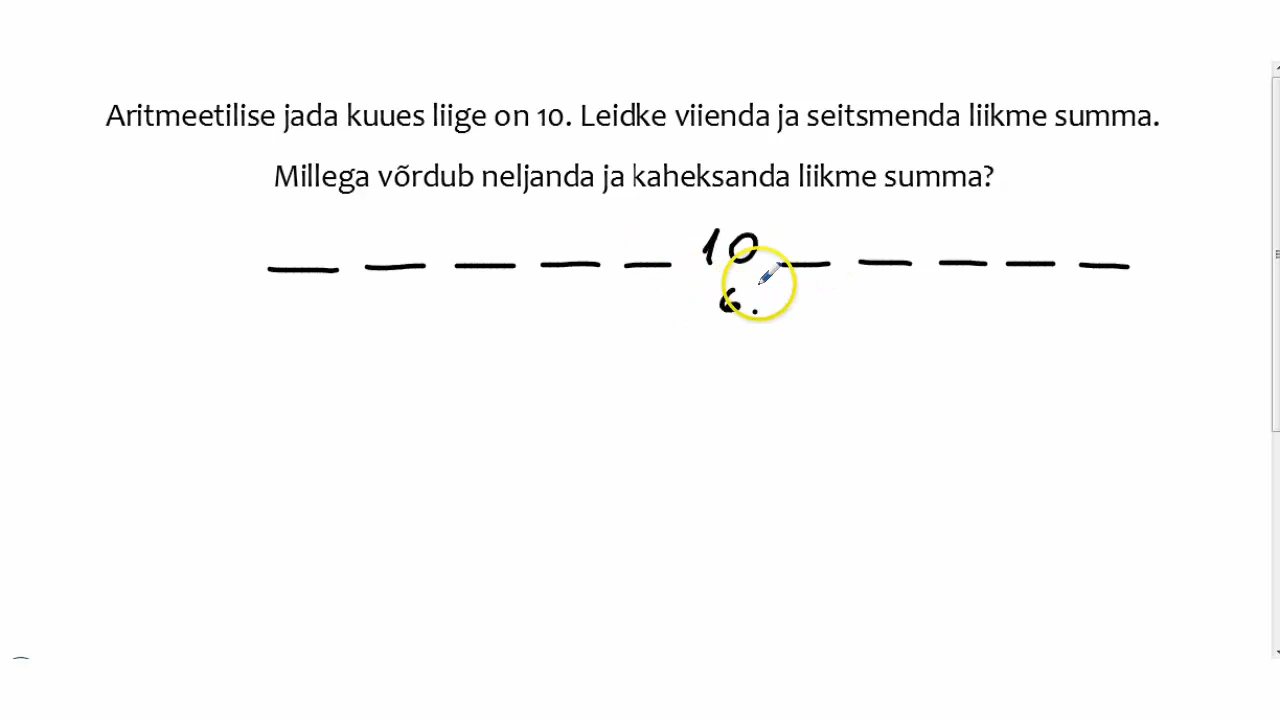 Aritmeetilise jada kuues liige on 10. Leidke viienda ja seitsmenda liikme summa.
Millega võrdub neljanda ja kaheksanda liikme summa?
10
6.